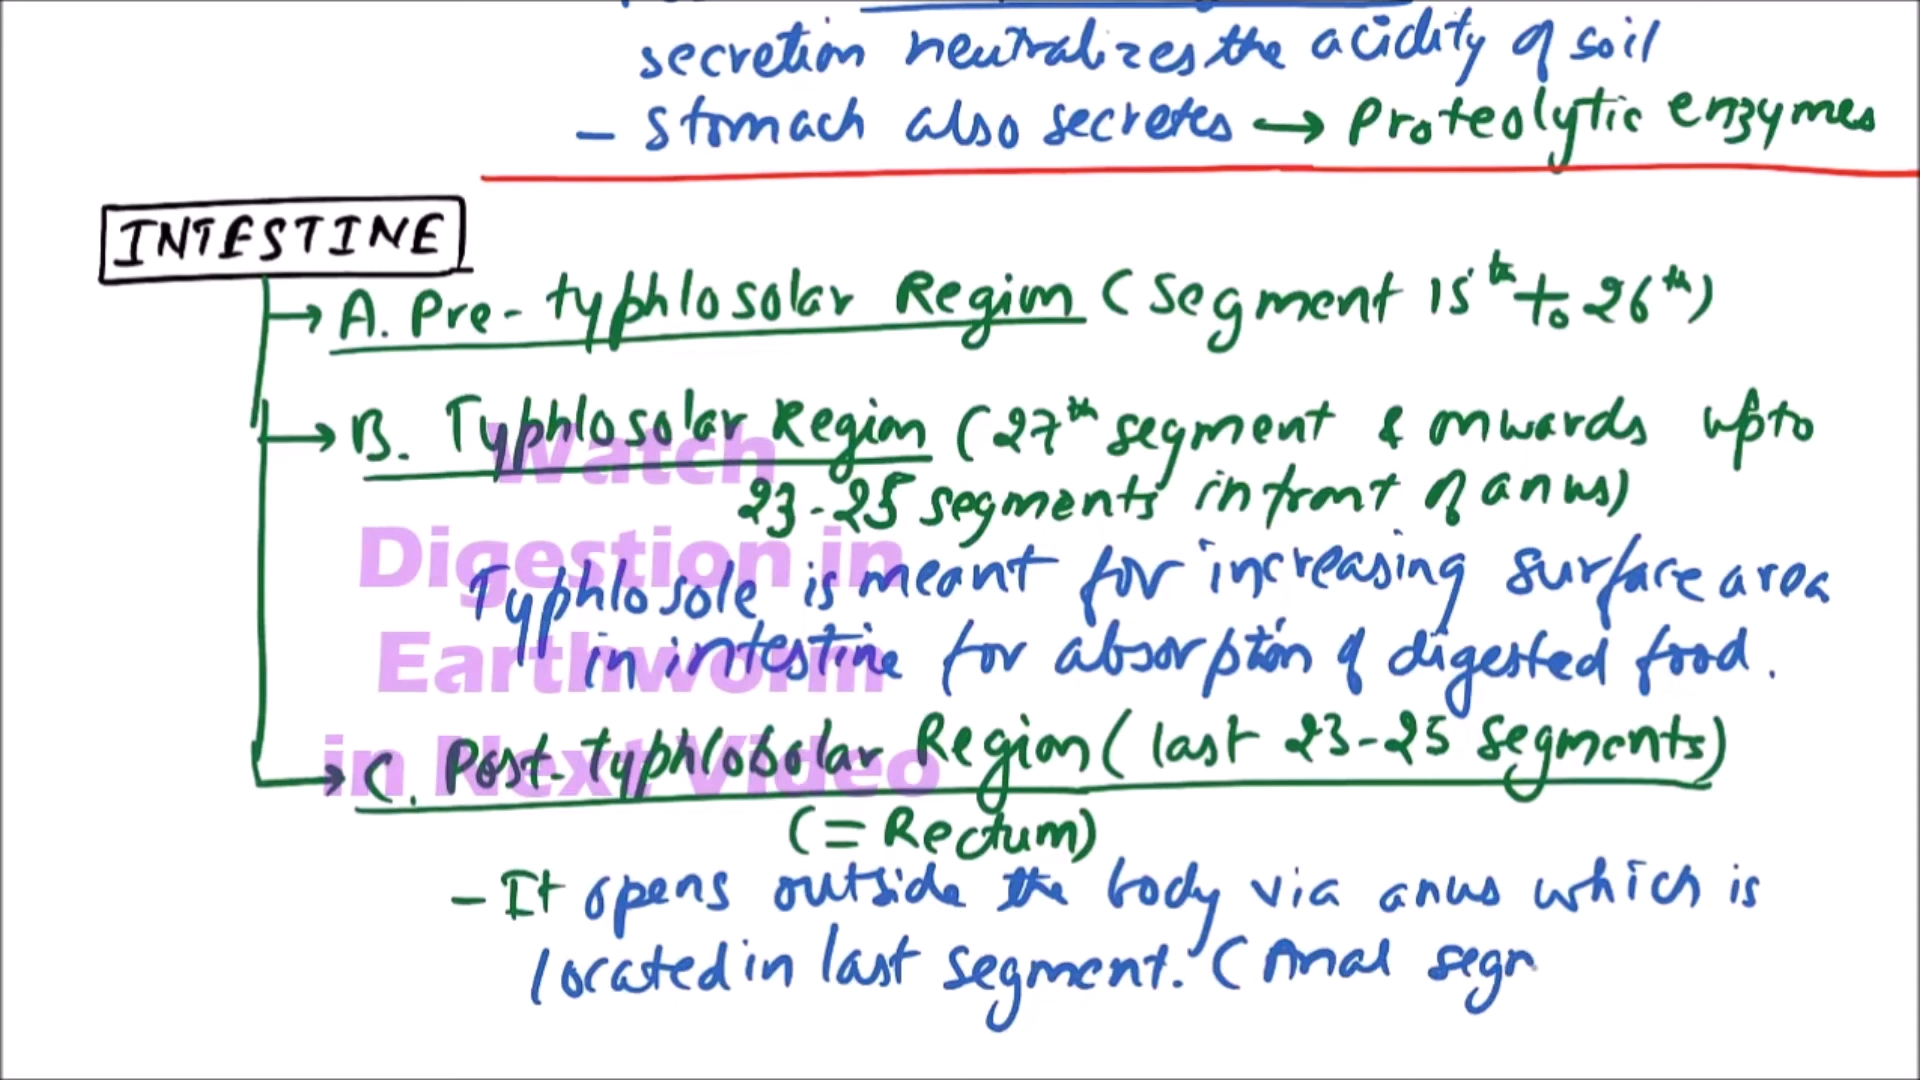 secretion neutralizes the acidity of soil
- Stomach also secretes → Proteolytic enzymes
INTESTINE
→ A. Pre-typhlosolar Region (Segment 15th to 26th)
→ B. Typhlosolar Region (27th segment & onwards upto
23-25 segments in front of anus)
Typhlosole is meant for increasing surface area
in intestine for absorption of digested food.
→ C. Post-typhlosolar Region (last 23-25 segments)
(= Rectum)
- It opens outside the body via anus which is
located in last segment. (Anal segm
Watch
Digestion in
Earthworm
in Next Video